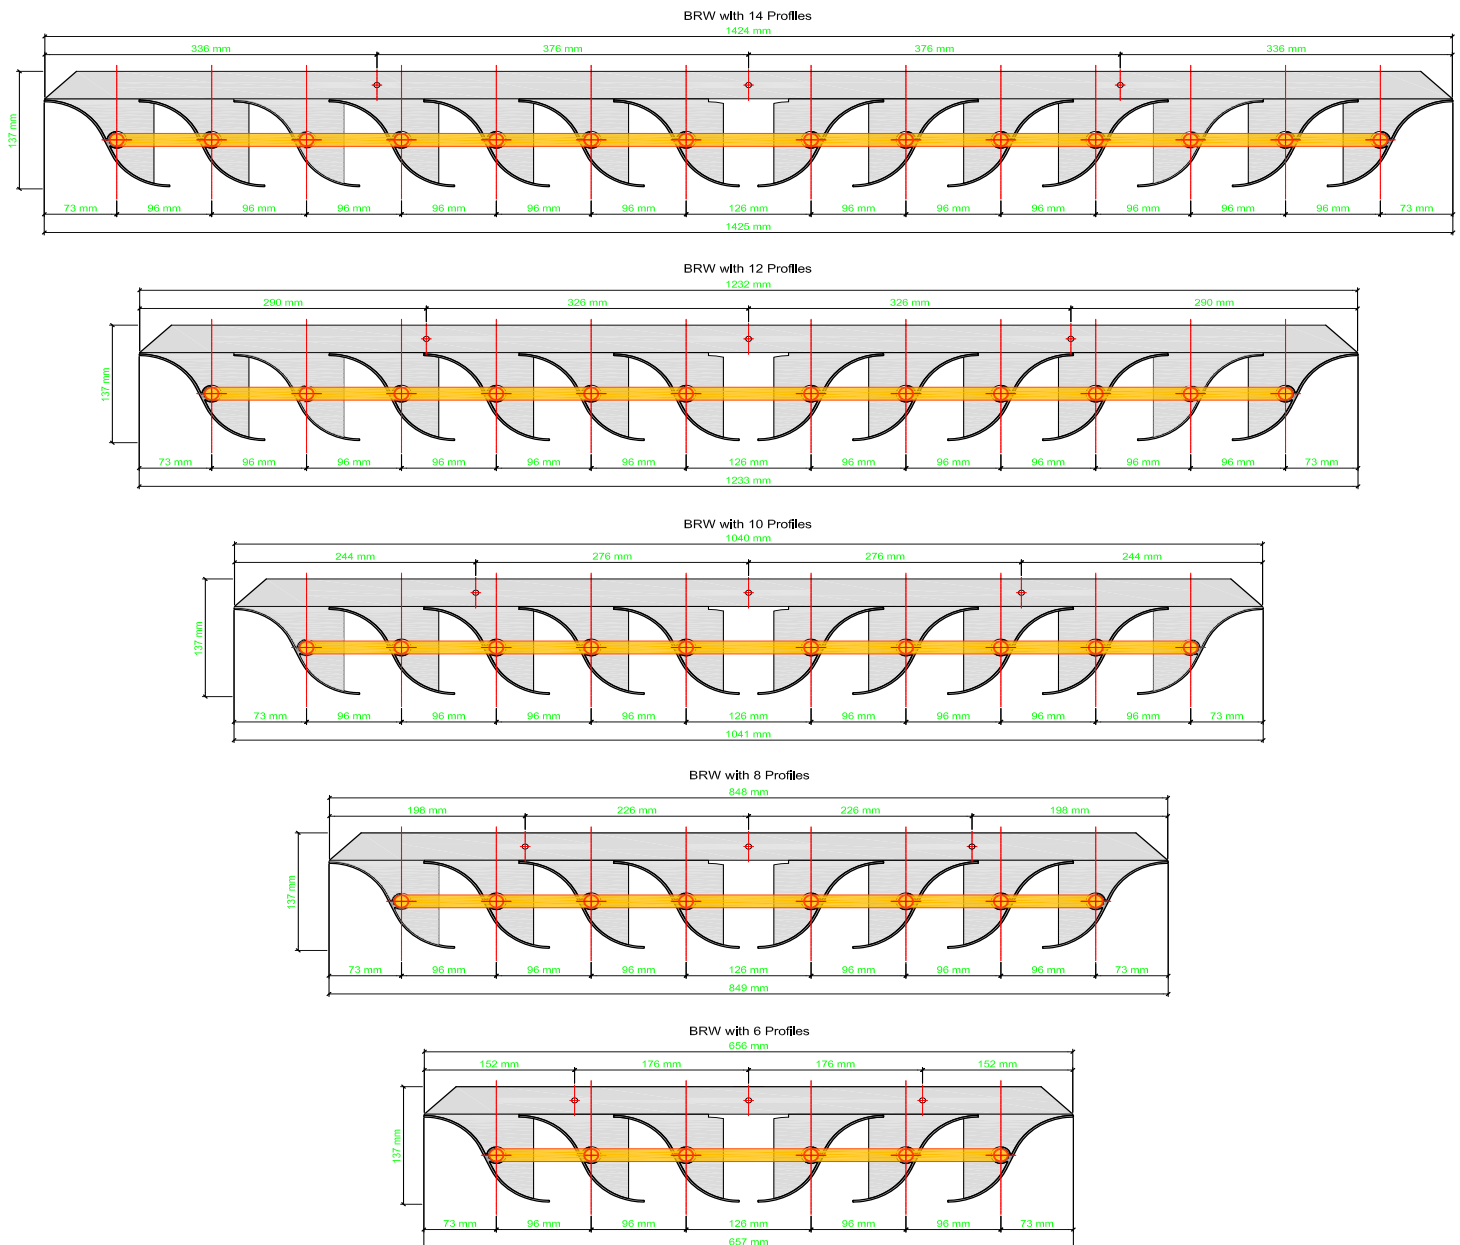 BRW with 14 Profiles
1424 mm
336 mm 376 mm 376 mm 336 mm
137 mm
73 mm 96 mm 96 mm 96 mm 96 mm 96 mm 96 mm 126 mm 96 mm 96 mm 96 mm 96 mm 96 mm 96 mm 73 mm
1425 mm
BRW with 12 Profiles
1232 mm
290 mm 326 mm 326 mm 290 mm
137 mm
73 mm 96 mm 96 mm 96 mm 96 mm 96 mm 126 mm 96 mm 96 mm 96 mm 96 mm 96 mm 73 mm
1233 mm
BRW with 10 Profiles
1040 mm
244 mm 276 mm 276 mm 244 mm
137 mm
73 mm 96 mm 96 mm 96 mm 96 mm 126 mm 96 mm 96 mm 96 mm 96 mm 73 mm
1041 mm
BRW with 8 Profiles
848 mm
198 mm 226 mm 226 mm 198 mm
137 mm
73 mm 96 mm 96 mm 96 mm 126 mm 96 mm 96 mm 96 mm 73 mm
849 mm
BRW with 6 Profiles
656 mm
152 mm 176 mm 176 mm 152 mm
137 mm
73 mm 96 mm 96 mm 126 mm 96 mm 96 mm 73 mm
657 mm